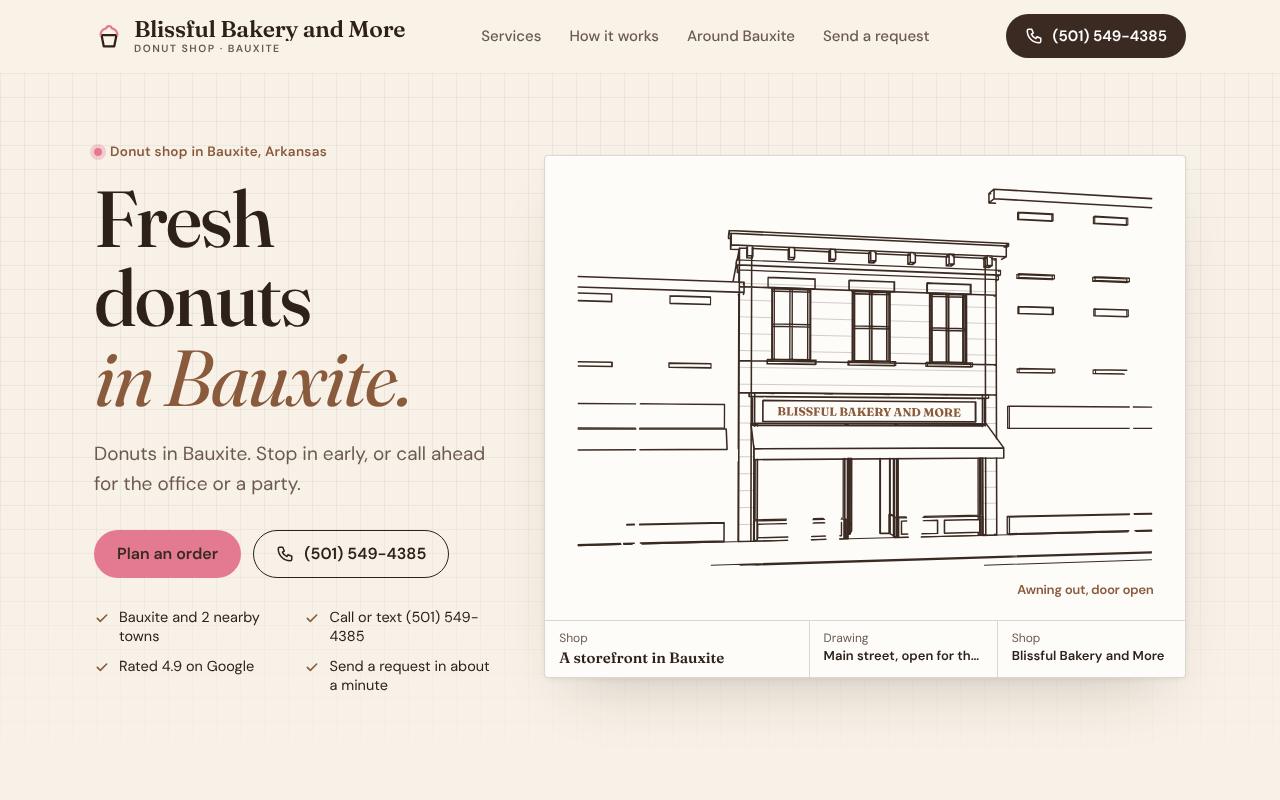 Blissful Bakery and More
DONUT SHOP · BAUXITE
Services
How it works
Around Bauxite
Send a request
(501) 549-4385
Donut shop in Bauxite, Arkansas
Fresh
donuts
in Bauxite.
Donuts in Bauxite. Stop in early, or call ahead
for the office or a party.
Plan an order
(501) 549-4385
Bauxite and 2 nearby
towns
Call or text (501) 549-
4385
Rated 4.9 on Google
Send a request in about
a minute
BLISSFUL BAKERY AND MORE
Awning out, door open
Shop
A storefront in Bauxite
Drawing
Main street, open for th...
Shop
Blissful Bakery and More